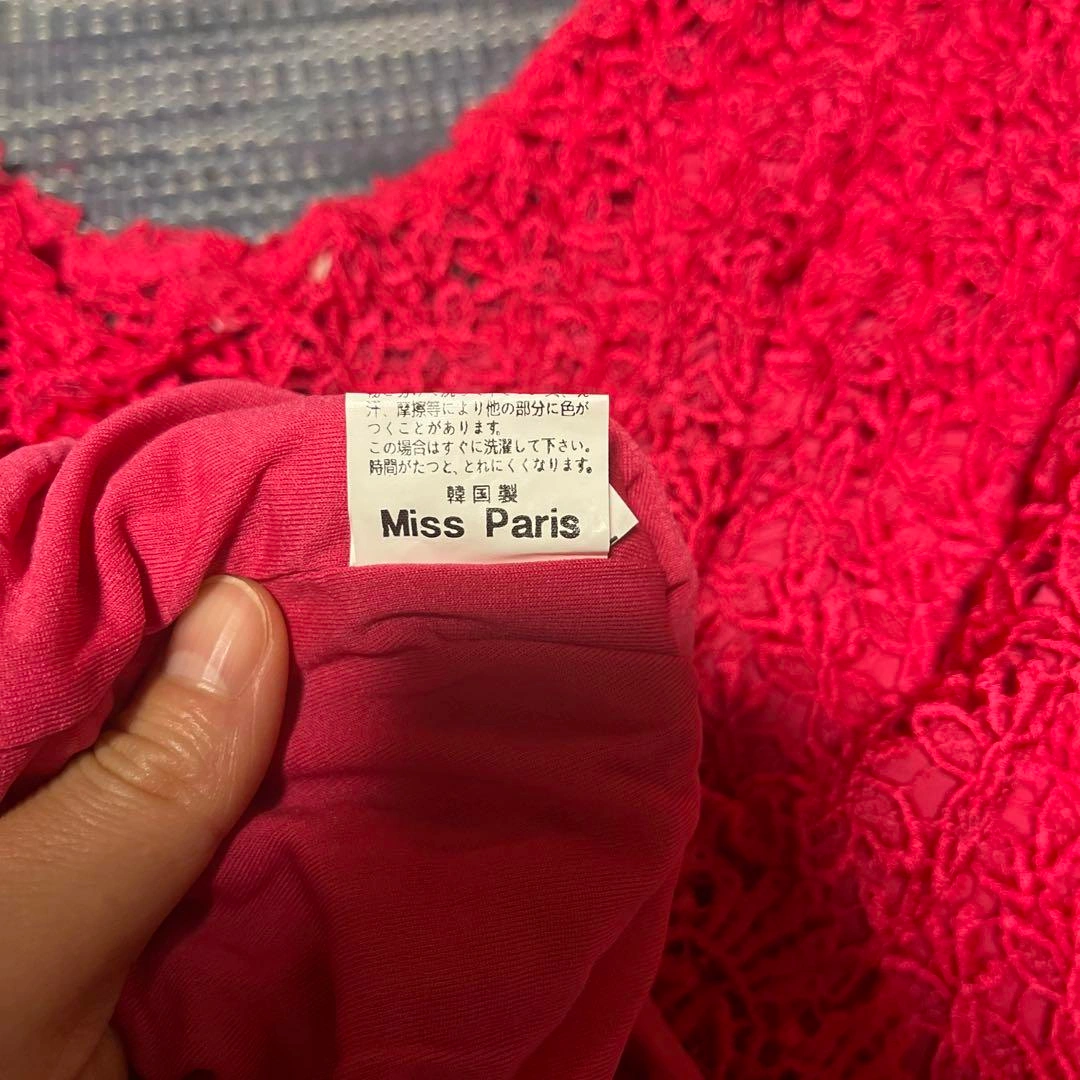 汗、摩擦等により他の部分に色が
つくことがあります。
この場合はすぐに洗濯して下さい。
時間がたつと、とれにくくなります。
韓国製
Miss Paris